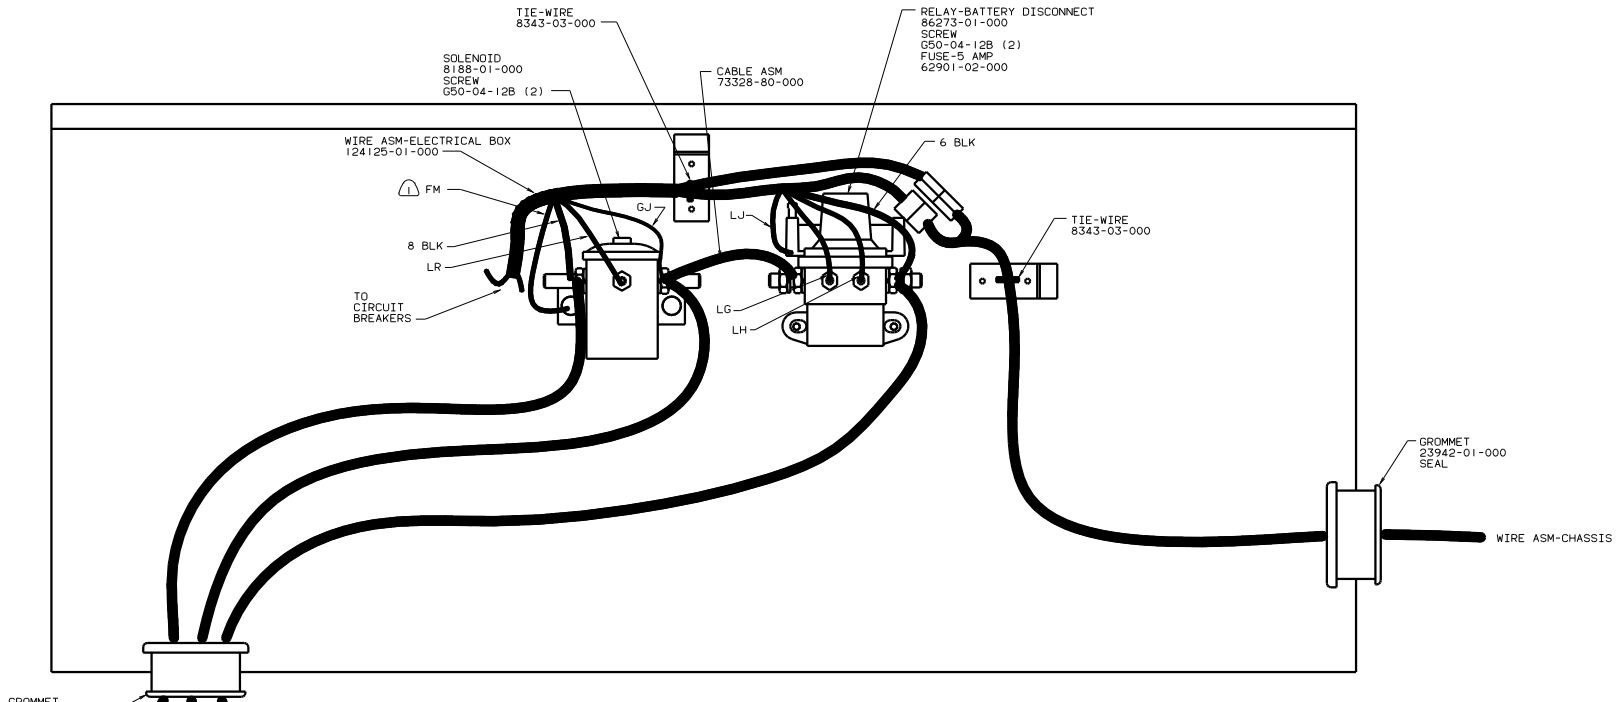 TIE-WIRE
8343-03-000
RELAY-BATTERY DISCONNECT
86273-01-000
SCREW
G50-04-12B (2)
FUSE-5 AMP
62901-02-000
SOLENOID
8188-01-000
SCREW
G50-04-12B (2)
CABLE ASM
73328-80-000
WIRE ASM-ELECTRICAL BOX
124125-01-000
6 BLK
1 FM
GJ
LJ
TIE-WIRE
8343-03-000
8 BLK
LR
TO
CIRCUIT
BREAKERS
LG
LH
GROMMET
23942-01-000
SEAL
WIRE ASM-CHASSIS
GROMMET